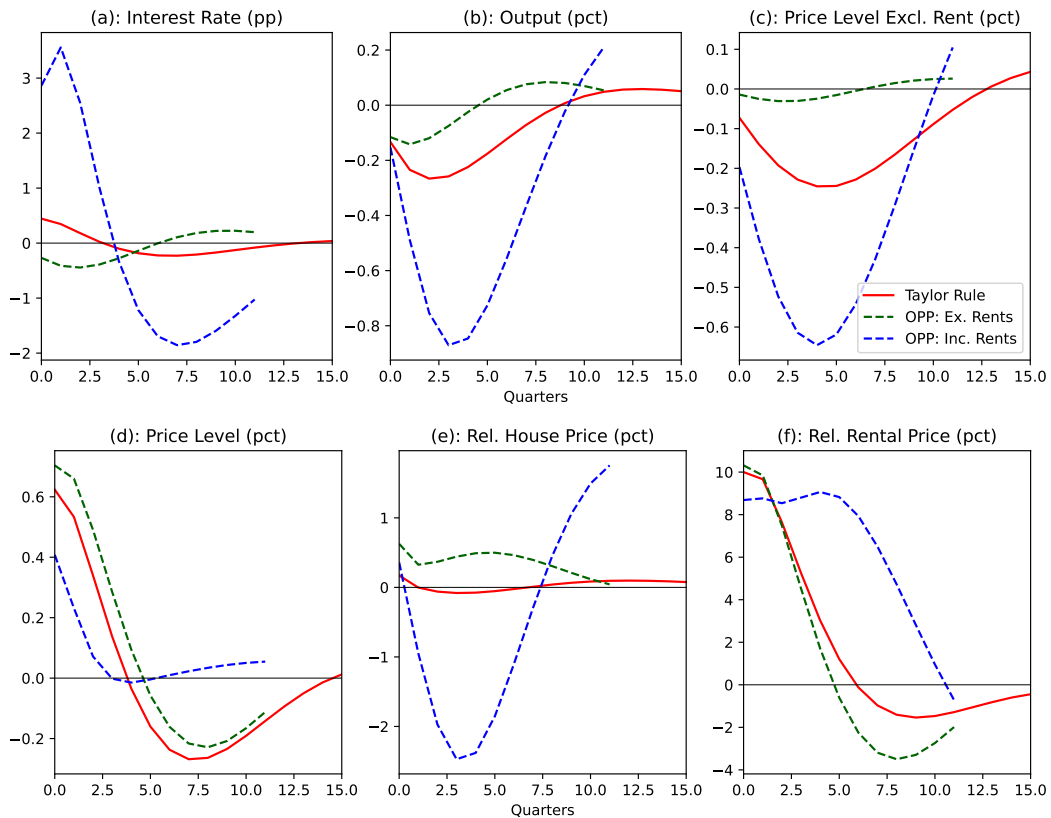 (a): Interest Rate (pp)
(b): Output (pct)
(c): Price Level Excl. Rent (pct)
3
2
1
0
−1
−2
0.2
0.0
−0.2
−0.4
−0.6
−0.8
0.1
0.0
−0.1
−0.2
−0.3
−0.4
−0.5
−0.6
Taylor Rule
OPP: Ex. Rents
OPP: Inc. Rents
0.0 2.5 5.0 7.5 10.0 12.5 15.0
0.0 2.5 5.0 7.5 10.0 12.5 15.0
0.0 2.5 5.0 7.5 10.0 12.5 15.0
Quarters
(d): Price Level (pct)
(e): Rel. House Price (pct)
(f): Rel. Rental Price (pct)
0.6
0.4
0.2
0.0
−0.2
1
0
−1
−2
10
8
6
4
2
0
−2
−4
0.0 2.5 5.0 7.5 10.0 12.5 15.0
0.0 2.5 5.0 7.5 10.0 12.5 15.0
0.0 2.5 5.0 7.5 10.0 12.5 15.0
Quarters